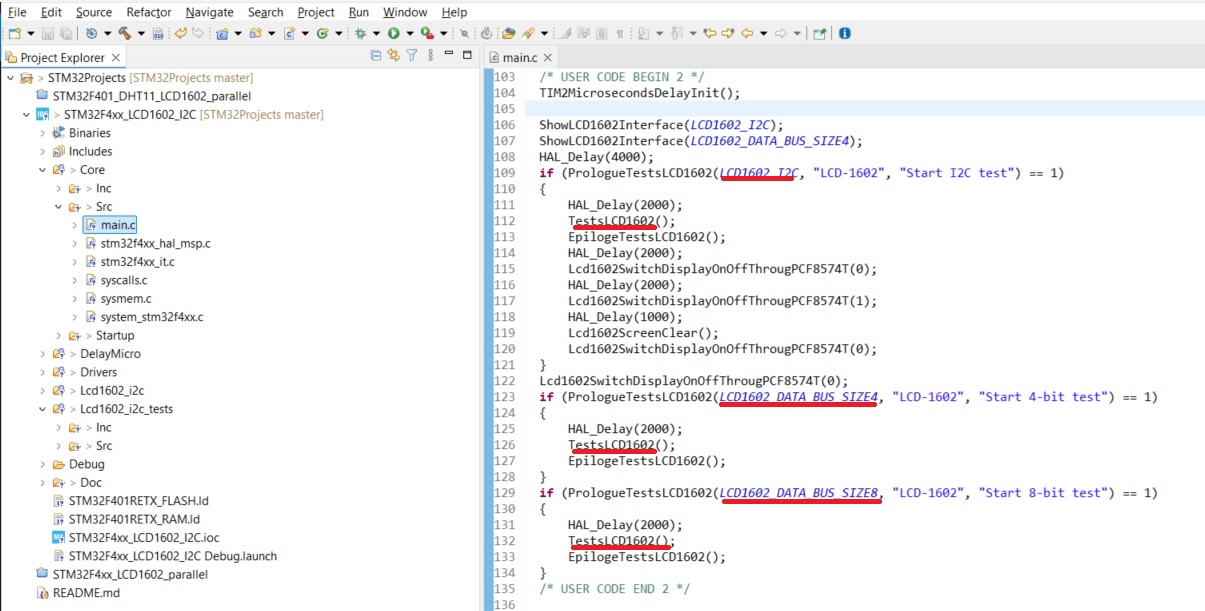 File Edit Source Refactor Navigate Search Project Run Window Help
Project Explorer
STM32Projects [STM32Projects master]
STM32F401_DHT11_LCD1602_parallel
> STM32F4xx_LCD1602_I2C [STM32Projects master]
Binaries
Includes
> Core
> Inc
> Src
main.c
stm32f4xx_hal_msp.c
stm32f4xx_it.c
syscalls.c
sysmem.c
system_stm32f4xx.c
> Startup
> DelayMicro
> Drivers
> Lcd1602_i2c
> Lcd1602_i2c_tests
> Inc
> Src
Debug
> Doc
STM32F401RETX_FLASH.ld
STM32F401RETX_RAM.ld
STM32F4xx_LCD1602_I2C.ioc
STM32F4xx_LCD1602_I2C Debug.launch
STM32F4xx_LCD1602_parallel
README.md
main.c
103 /* USER CODE BEGIN 2 */
104 TIM2MicrosecondsDelayInit();
105
106 ShowLCD1602Interface(LCD1602_I2C);
107 ShowLCD1602Interface(LCD1602_DATA_BUS_SIZE4);
108 HAL_Delay(4000);
109 if (PrologueTestsLCD1602(LCD1602_I2C, "LCD-1602", "Start I2C test") == 1)
110 {
111 HAL_Delay(2000);
112 TestsLCD1602();
113 EpilogeTestsLCD1602();
114 HAL_Delay(2000);
115 Lcd1602SwitchDisplayOnOffThrougPCF8574T(0);
116 HAL_Delay(2000);
117 Lcd1602SwitchDisplayOnOffThrougPCF8574T(1);
118 HAL_Delay(1000);
119 Lcd1602ScreenClear();
120 Lcd1602SwitchDisplayOnOffThrougPCF8574T(0);
121 }
122 Lcd1602SwitchDisplayOnOffThrougPCF8574T(0);
123 if (PrologueTestsLCD1602(LCD1602_DATA_BUS_SIZE4, "LCD-1602", "Start 4-bit test") == 1)
124 {
125 HAL_Delay(2000);
126 TestsLCD1602();
127 EpilogeTestsLCD1602();
128 }
129 if (PrologueTestsLCD1602(LCD1602_DATA_BUS_SIZE8, "LCD-1602", "Start 8-bit test") == 1)
130 {
131 HAL_Delay(2000);
132 TestsLCD1602();
133 EpilogeTestsLCD1602();
134 }
135 /* USER CODE END 2 */
136